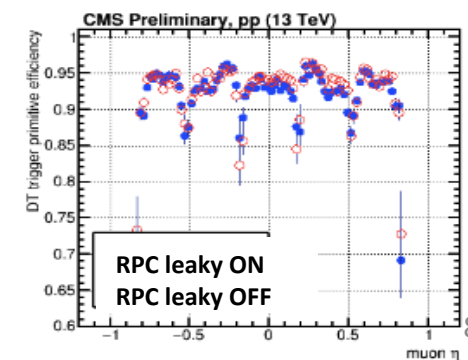 CMS Preliminary, pp (13 TeV)
DT trigger primitive efficiency
1
0.95
0.9
0.85
0.8
0.75
0.7
0.65
0.6
RPC leaky ON
RPC leaky OFF
−1 −0.5 0 0.5 1
muon η